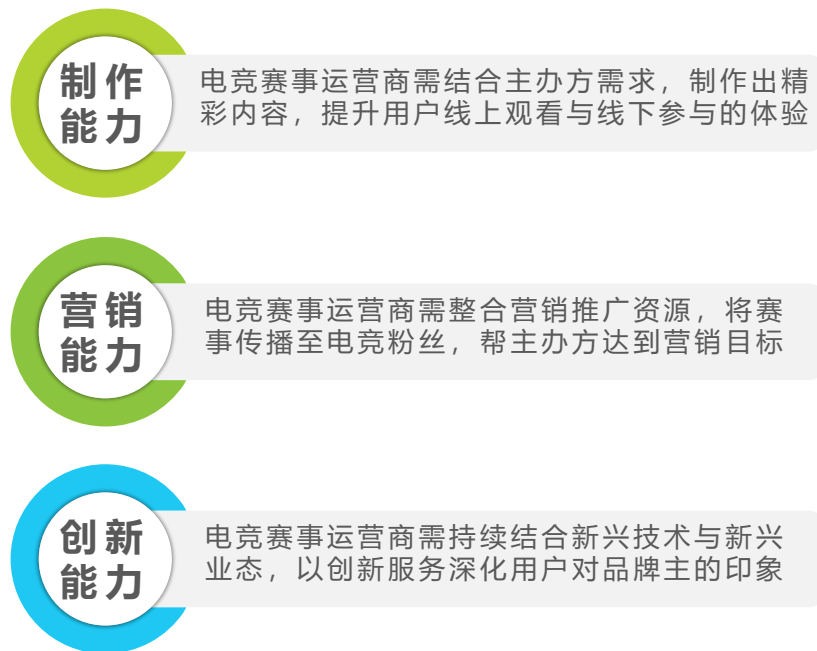 制作
能力
电竞赛事运营商需结合主办方需求，制作出精
彩内容，提升用户线上观看与线下参与的体验
营销
能力
电竞赛事运营商需整合营销推广资源，将赛
事传播至电竞粉丝，帮主办方达到营销目标
创新
能力
电竞赛事运营商需持续结合新兴技术与新兴
业态，以创新服务深化用户对品牌主的印象